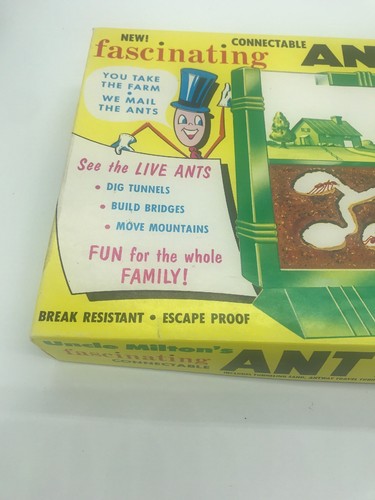 NEW!
fascinating
CONNECTABLE
AN
YOU TAKE
THE FARM •
WE MAIL
THE ANTS
See the LIVE ANTS
• DIG TUNNELS
• BUILD BRIDGES
• MOVE MOUNTAINS
FUN for the whole
FAMILY!
BREAK RESISTANT • ESCAPE PROOF
Uncle Milton's
fascinating
CONNECTABLE
ANT